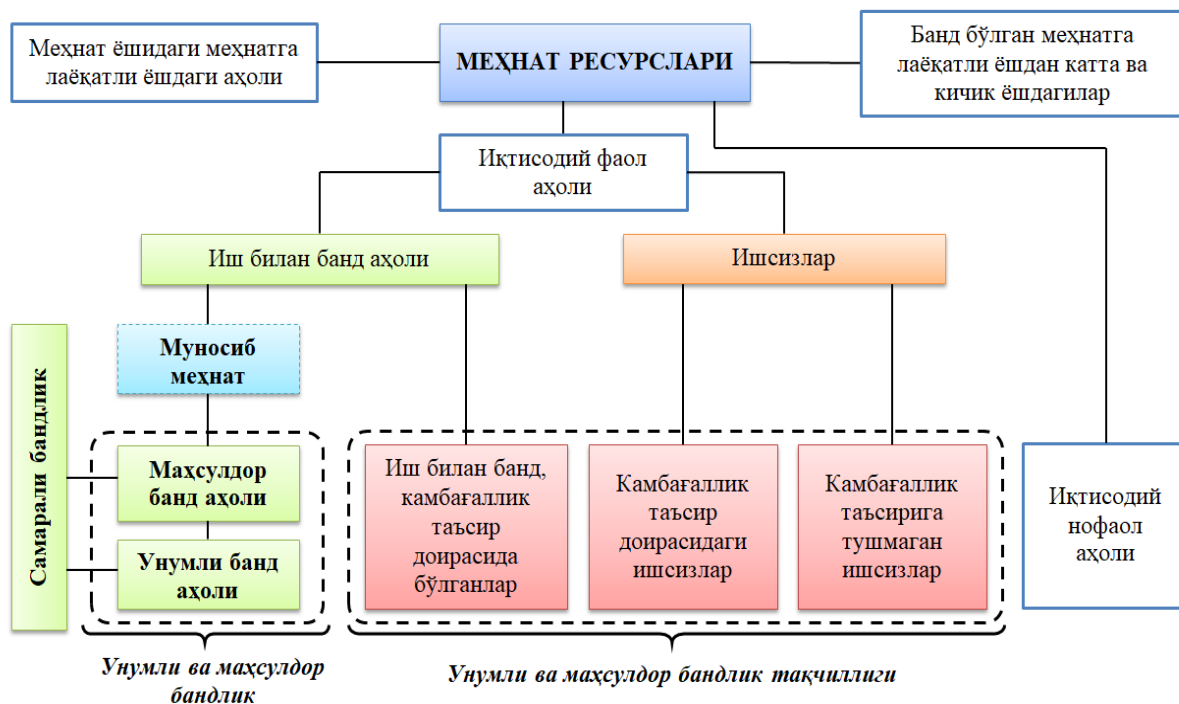 Меҳнат ёшидаги меҳнатга
лаёқатли ёшдаги аҳоли
МЕҲНАТ РЕСУРСЛАРИ
Банд бўлган меҳнатга
лаёқатли ёшдан катта ва
кичик ёшдагилар
Иқтисодий фаол
аҳоли
Иш билан банд аҳоли
Ишсизлар
Самарали бандлик
Муносиб
меҳнат
Маҳсулдор
банд аҳоли
Унумли банд
аҳоли
Иш билан банд,
камбағаллик
таъсир
доирасида
бўлганлар
Камбағаллик
таъсир
доирасидаги
ишсизлар
Камбағаллик
таъсирига
тушмаган
ишсизлар
Иқтисодий
нофаол
аҳоли
Унумли ва маҳсулдор
бандлик
Унумли ва маҳсулдор бандлик тақчиллиги